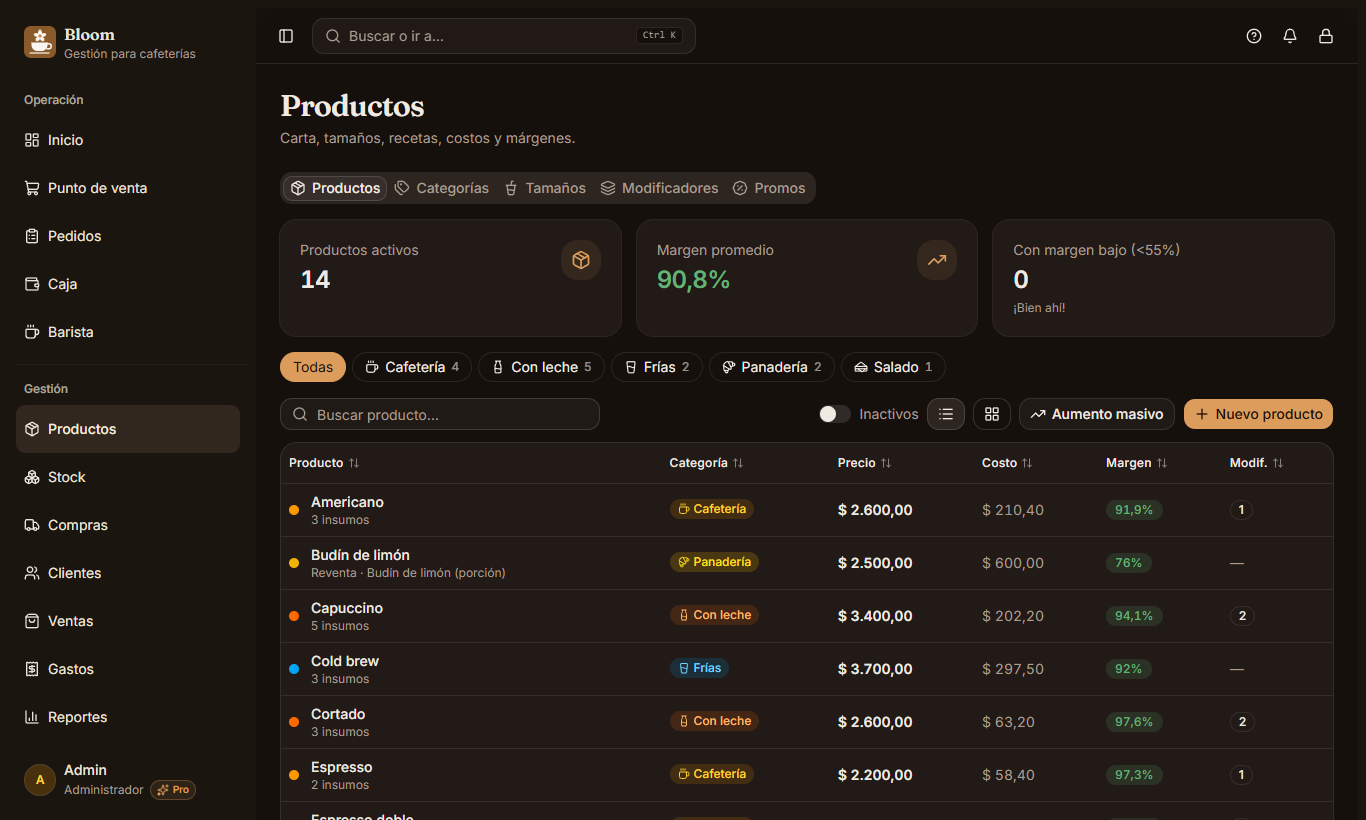 Bloom
Gestión para cafeterías
Operación
Inicio
Punto de venta
Pedidos
Caja
Barista
Gestión
Productos
Stock
Compras
Clientes
Ventas
Gastos
Reportes
A
Admin
Administrador Pro
Buscar o ir a... Ctrl K
Productos
Carta, tamaños, recetas, costos y márgenes.
Productos Categorías Tamaños Modificadores Promos
Productos activos
14
Margen promedio
90,8%
Con margen bajo (<55%)
0
¡Bien ahí!
Todas Cafetería 4 Con leche 5 Frías 2 Panadería 2 Salado 1
Buscar producto... Inactivos Aumento masivo + Nuevo producto
Producto Categoría Precio Costo Margen Modif.
Americano
3 insumos
Cafetería $ 2.600,00 $ 210,40 91,9% 1
Budín de limón
Reventa · Budín de limón (porción)
Panadería $ 2.500,00 $ 600,00 76% —
Capuccino
5 insumos
Con leche $ 3.400,00 $ 202,20 94,1% 2
Cold brew
3 insumos
Frías $ 3.700,00 $ 297,50 92% —
Cortado
3 insumos
Con leche $ 2.600,00 $ 63,20 97,6% 2
Espresso
2 insumos
Cafetería $ 2.200,00 $ 58,40 97,3% 1
Espresso doble